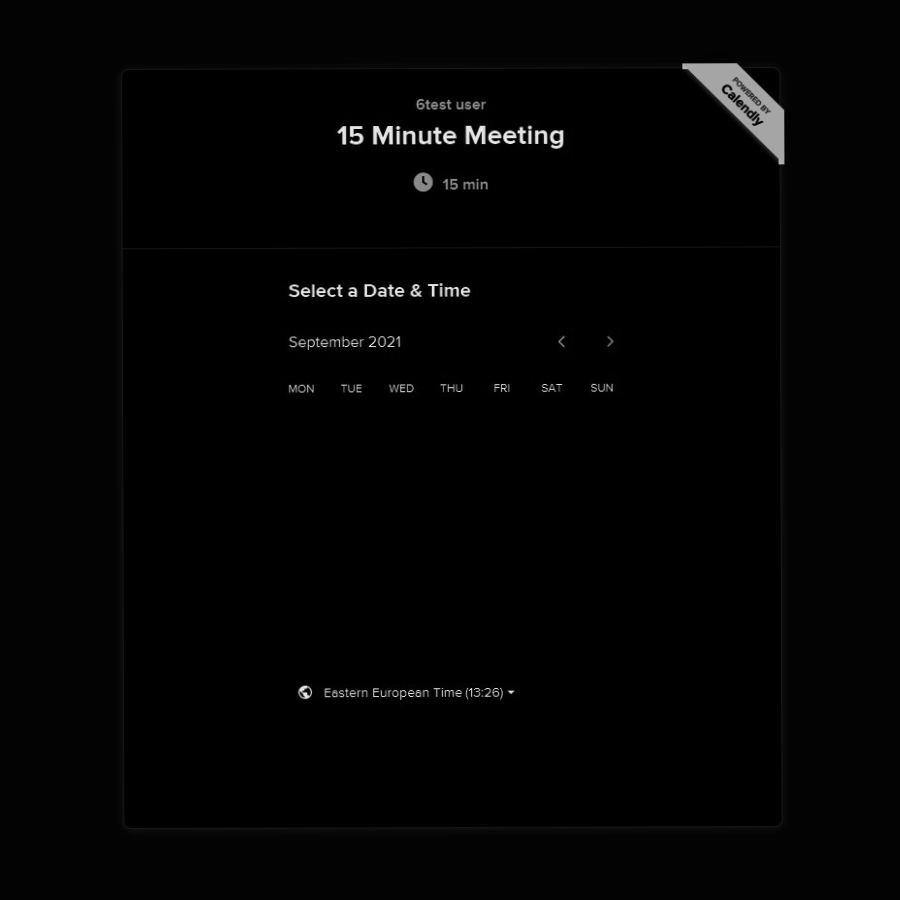 POWERED BY
Calendly
6test user
15 Minute Meeting
15 min
Select a Date & Time
September 2021
MON TUE WED THU FRI SAT SUN
Eastern European Time (13:26)